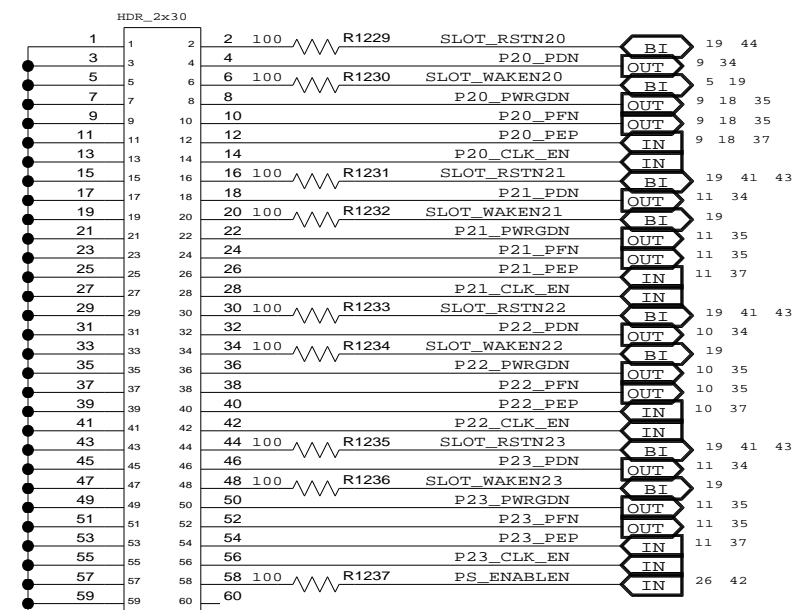 HDR_2x30
1 1 2 2 100 R1229 SLOT_RSTN20 BI 19 44
3 3 4 4 P20_PDN OUT 9 34
5 5 6 6 100 R1230 SLOT_WAKEN20 BI 5 19
7 7 8 8 P20_PWRGDN OUT 9 18 35
9 9 10 10 P20_PFN OUT 9 18 35
11 11 12 12 P20_PEP IN 9 18 37
13 13 14 14 P20_CLK_EN IN
15 15 16 16 100 R1231 SLOT_RSTN21 BI 19 41 43
17 17 18 18 P21_PDN OUT 11 34
19 19 20 20 100 R1232 SLOT_WAKEN21 BI 19
21 21 22 22 P21_PWRGDN OUT 11 35
23 23 24 24 P21_PFN OUT 11 35
25 25 26 26 P21_PEP IN 11 37
27 27 28 28 P21_CLK_EN IN
29 29 30 30 100 R1233 SLOT_RSTN22 BI 19 41 43
31 31 32 32 P22_PDN OUT 10 34
33 33 34 34 100 R1234 SLOT_WAKEN22 BI 19
35 35 36 36 P22_PWRGDN OUT 10 35
37 37 38 38 P22_PFN OUT 10 35
39 39 40 40 P22_PEP IN 10 37
41 41 42 42 P22_CLK_EN IN
43 43 44 44 100 R1235 SLOT_RSTN23 BI 19 41 43
45 45 46 46 P23_PDN OUT 11 34
47 47 48 48 100 R1236 SLOT_WAKEN23 BI 19
49 49 50 50 P23_PWRGDN OUT 11 35
51 51 52 52 P23_PFN OUT 11 35
53 53 54 54 P23_PEP IN 11 37
55 55 56 56 P23_CLK_EN IN
57 57 58 58 100 R1237 PS_ENABLEN IN 26 42
59 59 60 60